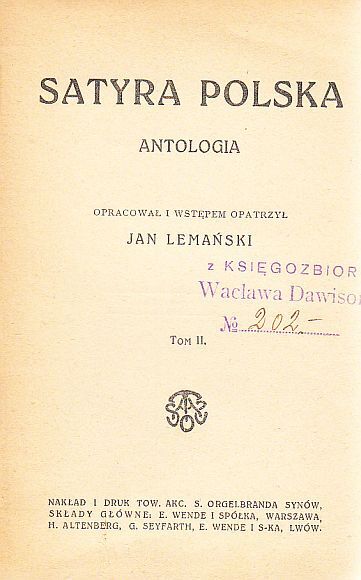 SATYRA POLSKA
ANTOLOGIA
OPRACOWAŁ I WSTĘPEM OPATRZYŁ
JAN LEMAŃSKI
Z KSIĘGOZBIOR
Wacława Dawison
№ 202.—
TOM II.
NAKŁAD I DRUK TOW. AKC. S. ORGELBRANDA SYNÓW,
SKŁADY GŁÓWNE: E. WENDE I SPÓŁKA, WARSZAWA,
H. ALTENBERG, G. SEYFARTH, E. WENDE I S-KA, LWÓW.